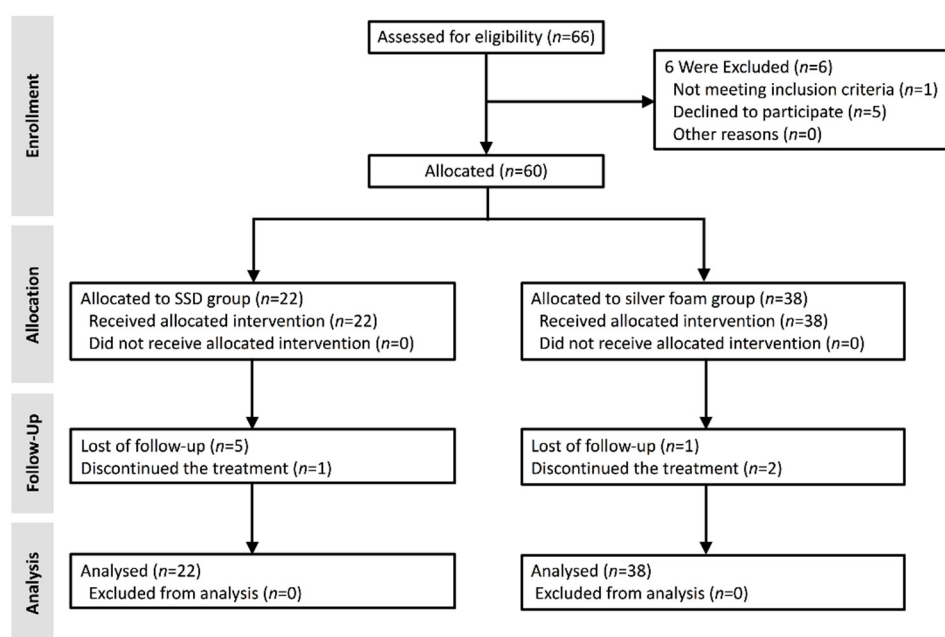 Enrollment
Assessed for eligibility (n=66)
6 Were Excluded (n=6)
Not meeting inclusion criteria (n=1)
Declined to participate (n=5)
Other reasons (n=0)
Allocated (n=60)
Allocation
Allocated to SSD group (n=22)
Received allocated intervention (n=22)
Did not receive allocated intervention (n=0)
Allocated to silver foam group (n=38)
Received allocated intervention (n=38)
Did not receive allocated intervention (n=0)
Follow-Up
Lost of follow-up (n=5)
Discontinued the treatment (n=1)
Lost of follow-up (n=1)
Discontinued the treatment (n=2)
Analysis
Analysed (n=22)
Excluded from analysis (n=0)
Analysed (n=38)
Excluded from analysis (n=0)